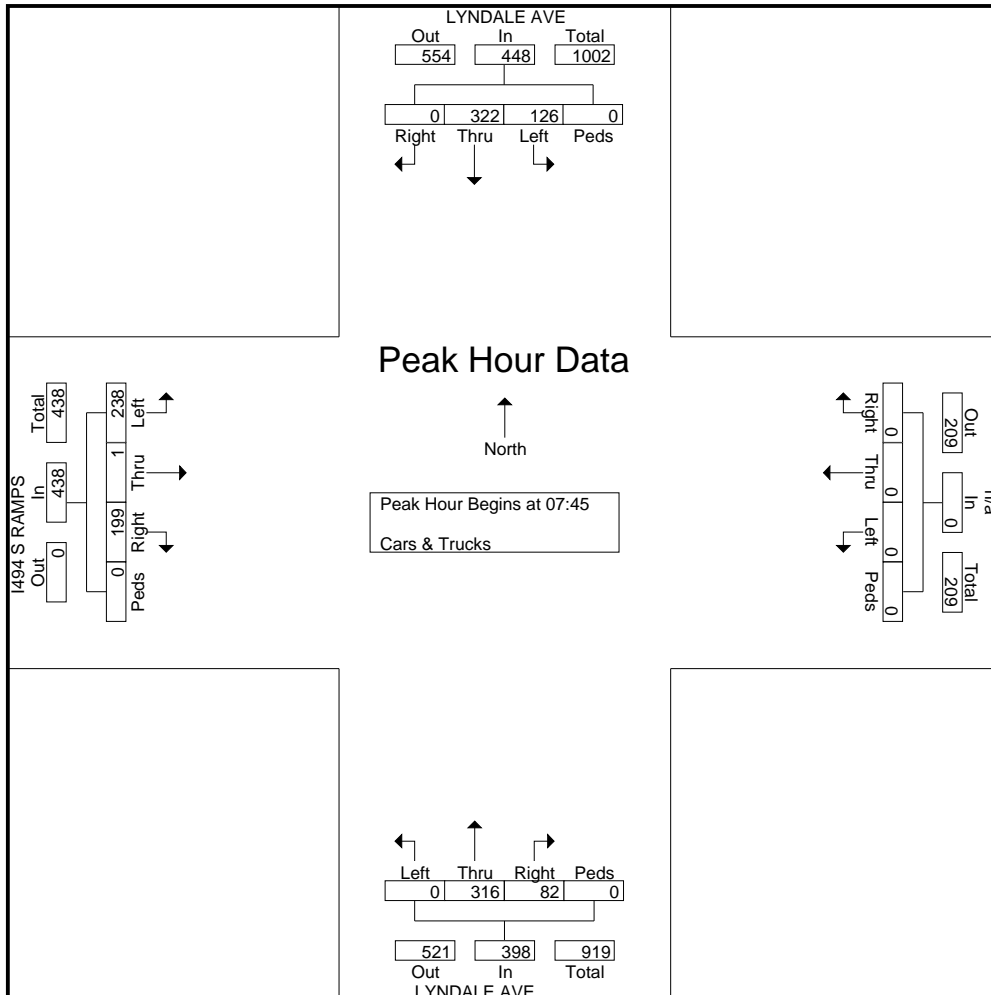 LYNDALE AVE
Out In Total
554 448 1002
0 322 126 0
Right Thru Left Peds
Peak Hour Data
North
Peak Hour Begins at 07:45
Cars & Trucks
I494 S RAMPS
Out In Total
0 438 438
238 1 199 0
Left Thru Right Peds
n/a
Out In Total
209 0 209
Right Thru Left Peds
0 0 0 0
Left Thru Right Peds
0 316 82 0
521 398 919
Out In Total
LYNDALE AVE